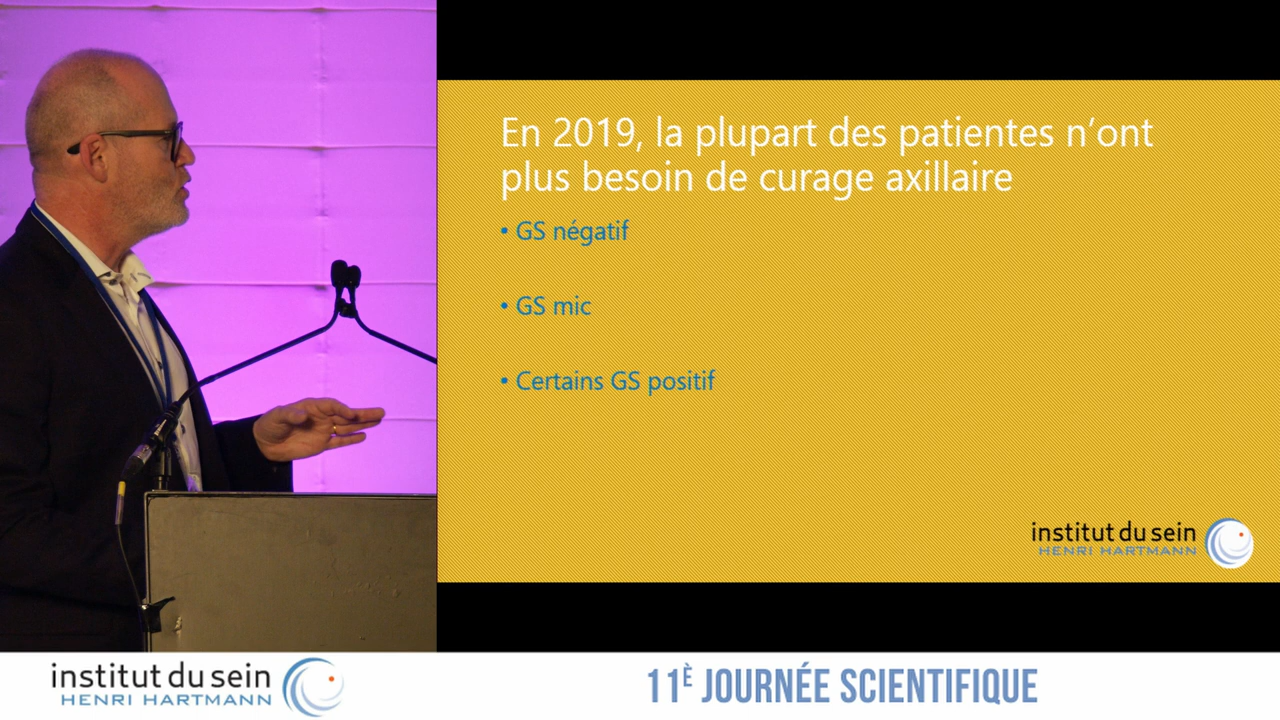 En 2019, la plupart des patientes n’ont
plus besoin de curage axillaire
• GS négatif
• GS mic
• Certains GS positif
institut du sein
HENRI HARTMANN
institut du sein
HENRI HARTMANN
11È JOURNÉE SCIENTIFIQUE